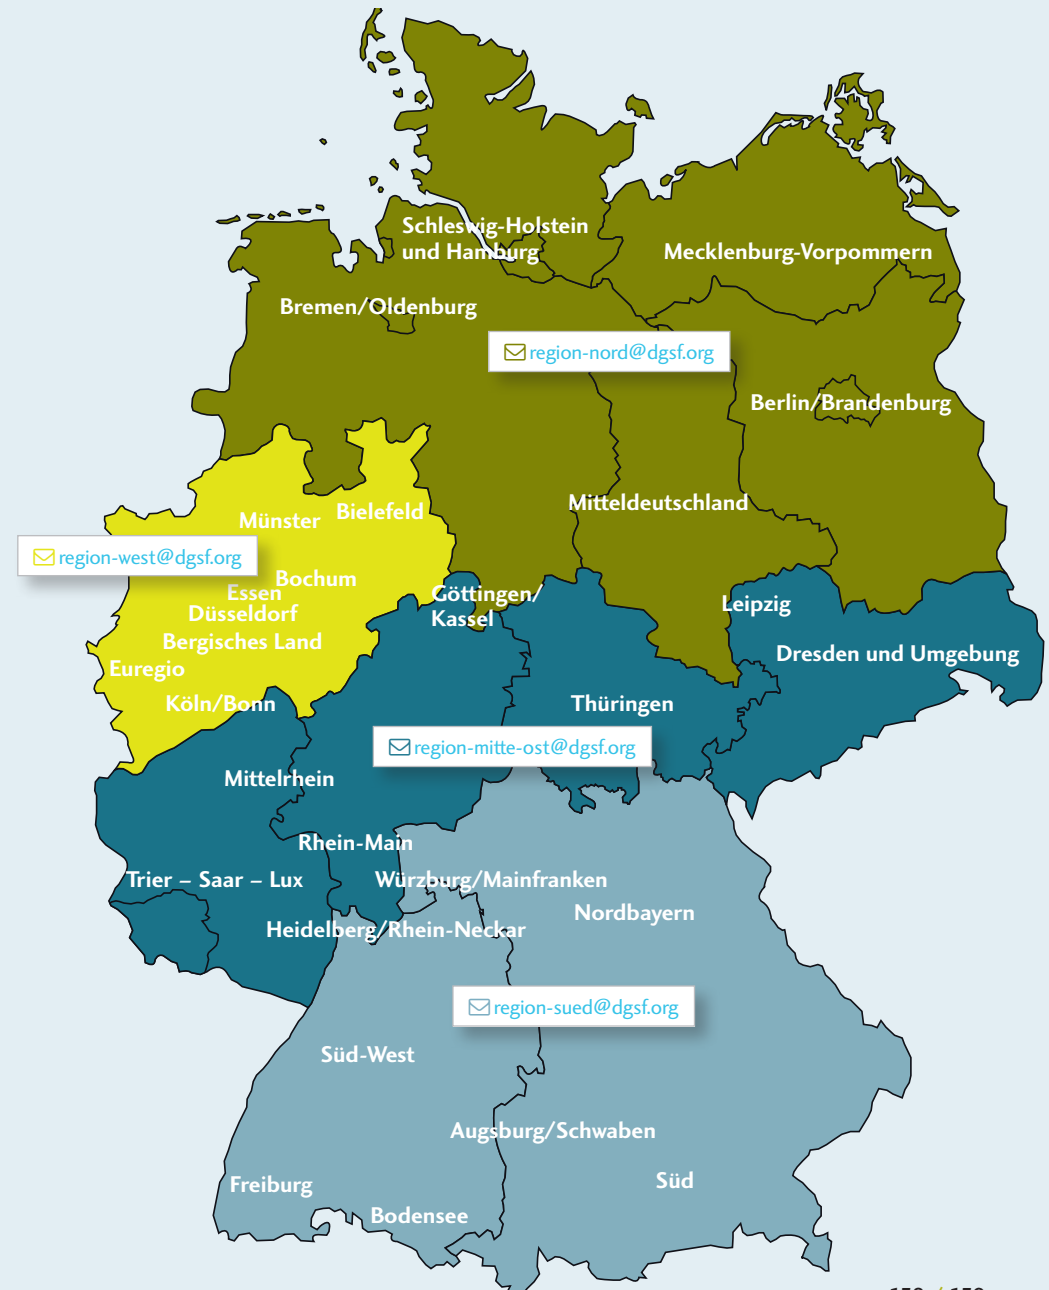 Schleswig-Holstein
und Hamburg
Mecklenburg-Vorpommern
Bremen/Oldenburg
region-nord@dgsf.org
Berlin/Brandenburg
Mitteldeutschland
Bielefeld
Münster
region-west@dgsf.org
Bochum
Essen
Göttingen/
Kassel
Leipzig
Düsseldorf
Bergisches Land
Dresden und Umgebung
Euregio
Köln/Bonn
Thüringen
region-mitte-ost@dgsf.org
Mittelrhein
Rhein-Main
Trier – Saar – Lux
Würzburg/Mainfranken
Nordbayern
Heidelberg/Rhein-Neckar
region-sued@dgsf.org
Süd-West
Augsburg/Schwaben
Süd
Freiburg
Bodensee